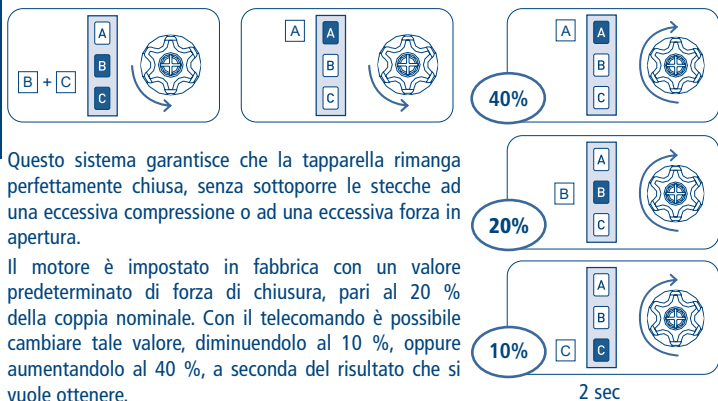 A
B
C
B + C
A
A
B
C
A
A
B
C
40%
Questo sistema garantisce che la tapparella rimanga
perfettamente chiusa, senza sottoporre le stecche ad
una eccessiva compressione o ad una eccessiva forza in
apertura.
Il motore è impostato in fabbrica con un valore
predeterminato di forza di chiusura, pari al 20 %
della coppia nominale. Con il telecomando è possibile
cambiare tale valore, diminuendolo al 10 %, oppure
aumentandolo al 40 %, a seconda del risultato che si
vuole ottenere.
A
B
B
C
20%
A
B
C
C
10%
2 sec